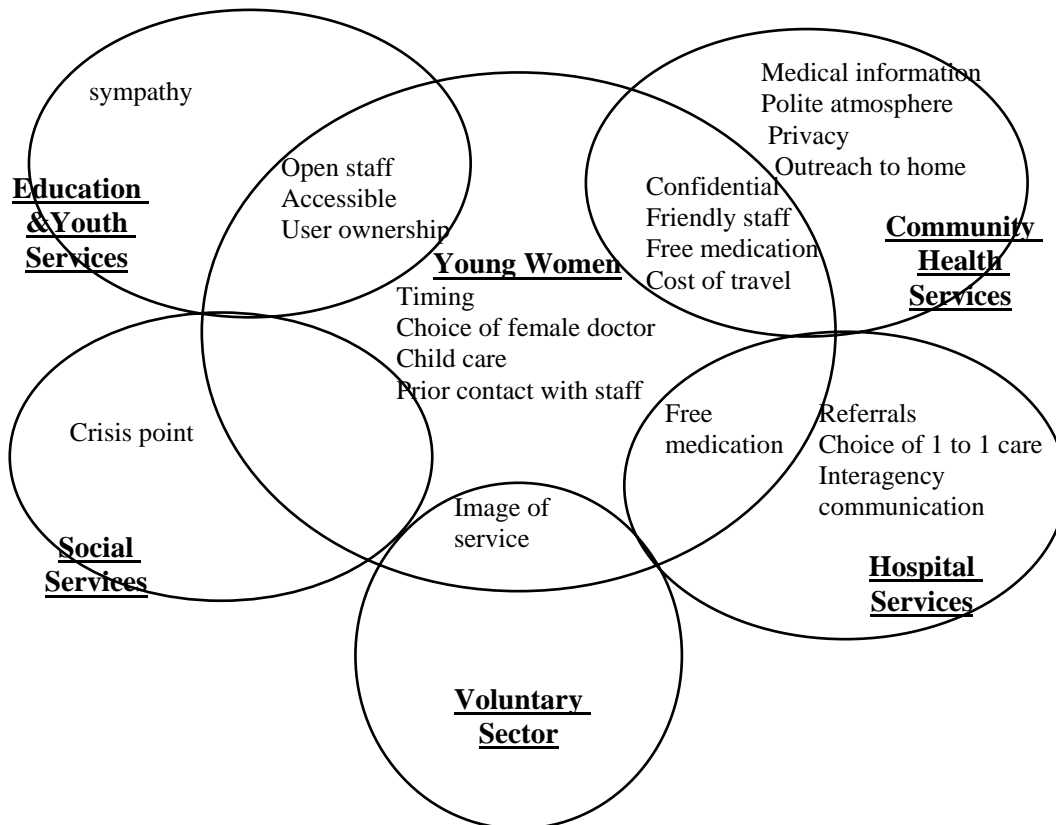 sympathy
Education
&Youth
Services
Open staff
Accessible
User ownership
Medical information
Polite atmosphere
Privacy
Outreach to home
Confidential
Friendly staff
Free medication
Cost of travel
Community
Health
Services
Young Women
Timing
Choice of female doctor
Child care
Prior contact with staff
Crisis point
Social
Services
Image of
service
Free
medication
Referrals
Choice of 1 to 1 care
Interagency
communication
Hospital
Services
Voluntary
Sector